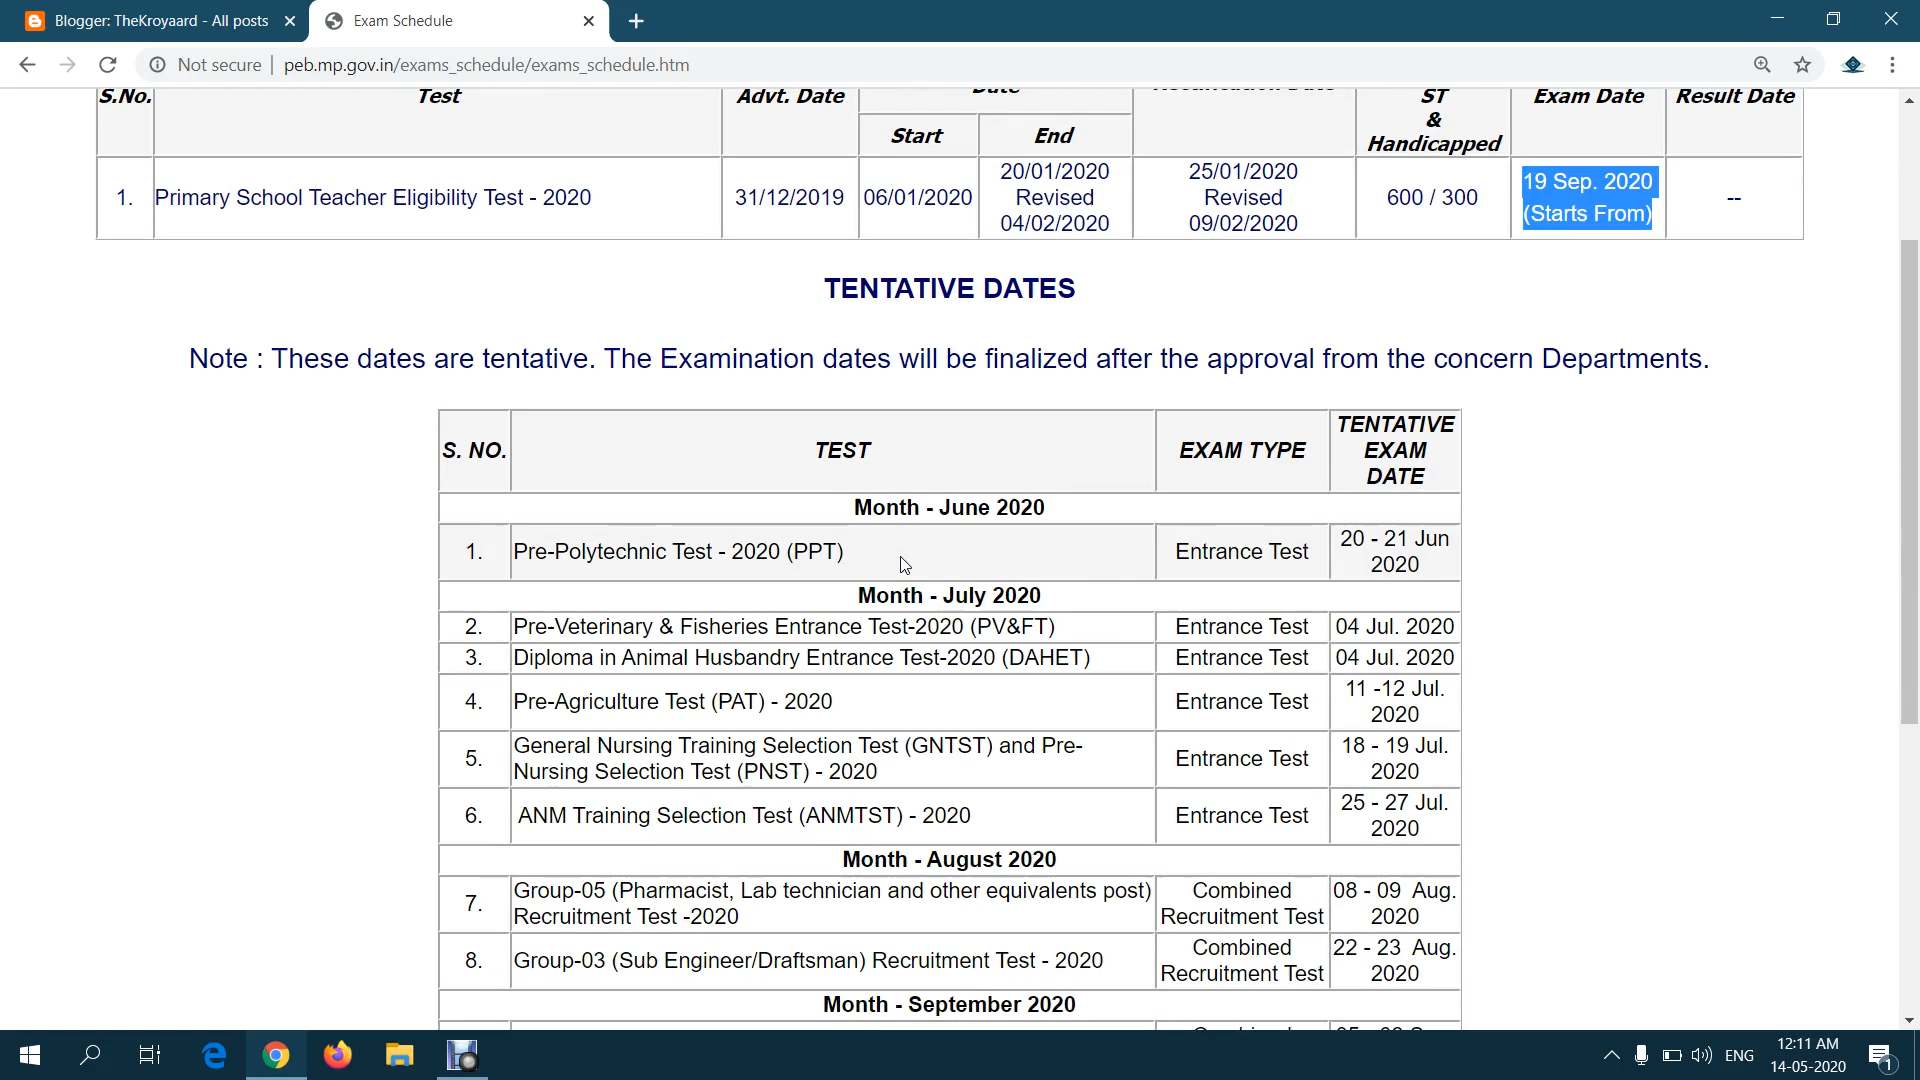 Blogger: TheKroyaard - All posts
Exam Schedule
Not secure
peb.mp.gov.in/exams_schedule/exams_schedule.htm
S.No.
Test
Advt. Date
Date
ST
&
Handicapped
Exam Date
Result Date
Start
End
1.
Primary School Teacher Eligibility Test - 2020
31/12/2019
06/01/2020
20/01/2020
Revised
04/02/2020
25/01/2020
Revised
09/02/2020
600 / 300
19 Sep. 2020
(Starts From)
--
TENTATIVE DATES
Note : These dates are tentative. The Examination dates will be finalized after the approval from the concern Departments.
S. NO.
TEST
EXAM TYPE
TENTATIVE
EXAM
DATE
Month - June 2020
1.
Pre-Polytechnic Test - 2020 (PPT)
Entrance Test
20 - 21 Jun
2020
Month - July 2020
2.
Pre-Veterinary & Fisheries Entrance Test-2020 (PV&FT)
Entrance Test
04 Jul. 2020
3.
Diploma in Animal Husbandry Entrance Test-2020 (DAHET)
Entrance Test
04 Jul. 2020
4.
Pre-Agriculture Test (PAT) - 2020
Entrance Test
11 -12 Jul.
2020
5.
General Nursing Training Selection Test (GNTST) and Pre-
Nursing Selection Test (PNST) - 2020
Entrance Test
18 - 19 Jul.
2020
6.
ANM Training Selection Test (ANMTST) - 2020
Entrance Test
25 - 27 Jul.
2020
Month - August 2020
7.
Group-05 (Pharmacist, Lab technician and other equivalents post)
Recruitment Test -2020
Combined
Recruitment Test
08 - 09 Aug.
2020
8.
Group-03 (Sub Engineer/Draftsman) Recruitment Test - 2020
Combined
Recruitment Test
22 - 23 Aug.
2020
Month - September 2020
ENG
12:11 AM
14-05-2020
1